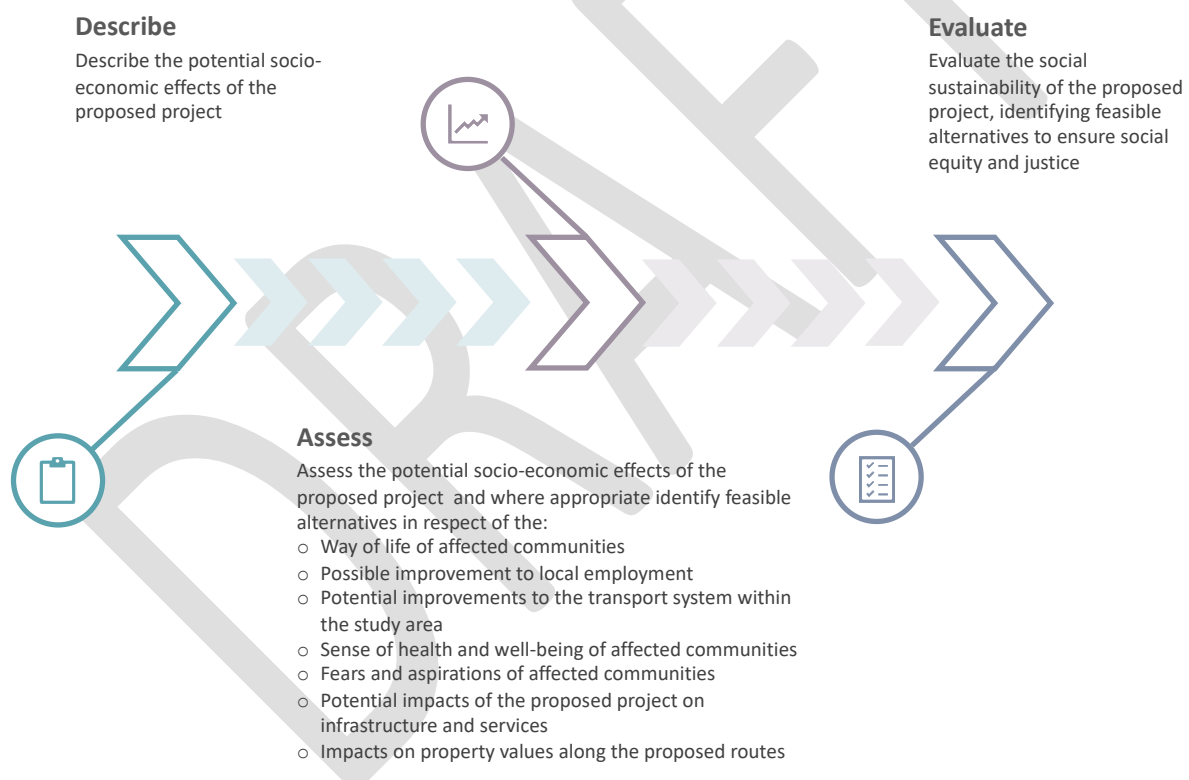 Describe
Describe the potential socio-
economic effects of the
proposed project
Evaluate
Evaluate the social
sustainability of the proposed
project, identifying feasible
alternatives to ensure social
equity and justice
Assess
Assess the potential socio-economic effects of the
proposed project  and where appropriate identify feasible
alternatives in respect of the:
○ Way of life of affected communities
○ Possible improvement to local employment
○ Potential improvements to the transport system within
the study area
○ Sense of health and well-being of affected communities
○ Fears and aspirations of affected communities
○ Potential impacts of the proposed project on
infrastructure and services
○ Impacts on property values along the proposed routes
DRAFT